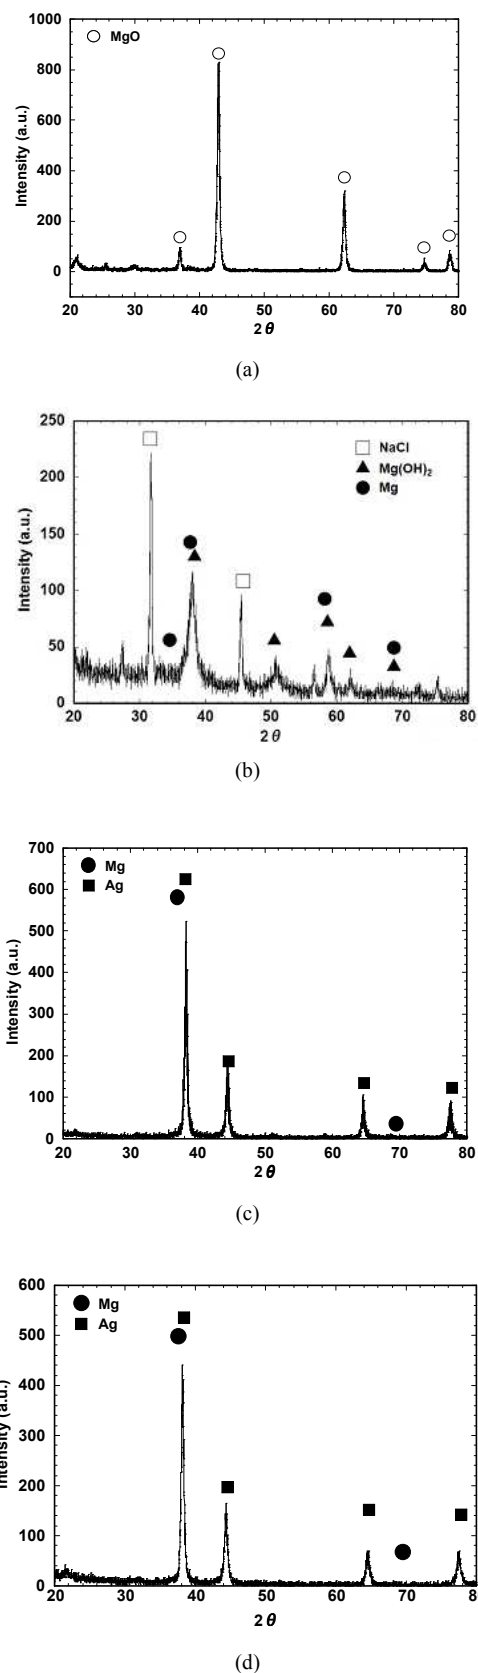 1000
MgO
800
600
400
200
0
Intensity (a.u.)
20 30 40 50 60 70 80
2θ
(a)
250
NaCl
Mg(OH)2
Mg
200
150
100
50
0
Intensity (a.u.)
20 30 40 50 60 70 80
2θ
(b)
700
Mg
Ag
600
500
400
300
200
100
0
Intensity (a.u.)
20 30 40 50 60 70 80
2θ
(c)
600
Mg
Ag
500
400
300
200
100
0
Intensity (a.u.)
20 30 40 50 60 70 8
2θ
(d)